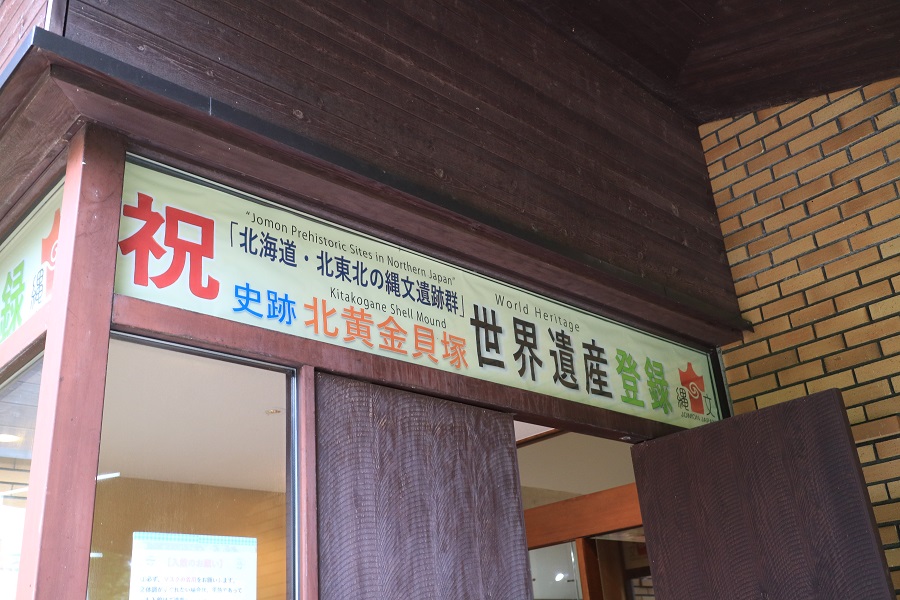 祝
"Jomon Prehistoric Sites in Northern Japan"
「北海道・北東北の縄文遺跡群」
Kitakogane Shell Mound
史跡 北黄金貝塚
World Heritage
世界遺産 登録
縄文
JOMON JAPAN
録
縄